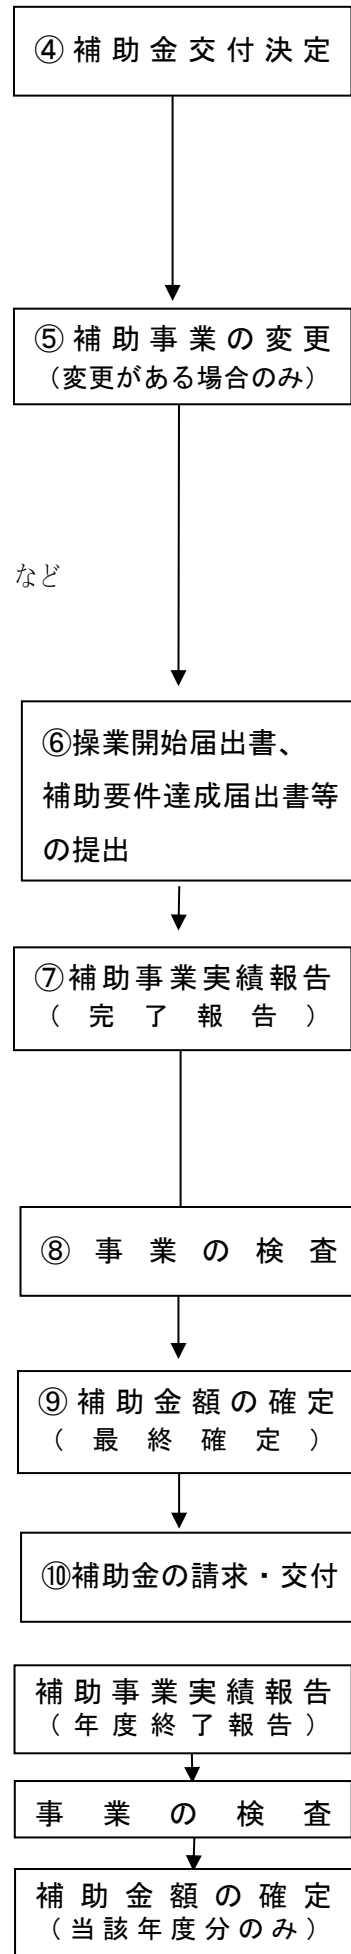 ④補助金交付決定
⑤補助事業の変更
（変更がある場合のみ）
など
⑥操業開始届出書、
補助要件達成届出書等
の提出
⑦補助事業実績報告
（完了報告）
⑧事業の検査
⑨補助金額の確定
（最終確定）
⑩補助金の請求・交付
補助事業実績報告
（年度終了報告）
事業の検査
補助金額の確定
（当該年度分のみ）